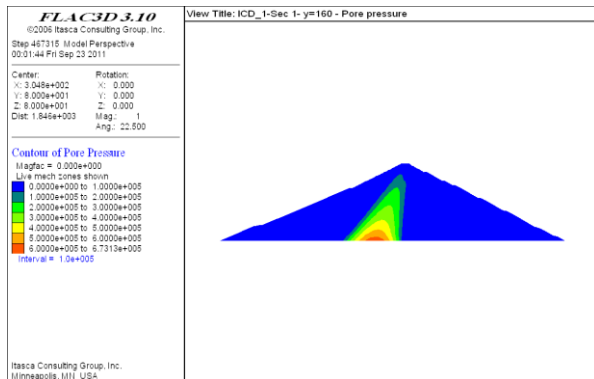 FLAC3D 3.10
©2006 Itasca Consulting Group, Inc.
Step 467315 Model Perspective
00:01:44 Fri Sep 23 2011
Center: Rotation:
X: 3.048e+002 X: 0.000
Y: 8.000e+001 Y: 0.000
Z: 8.000e+001 Z: 0.000
Dist: 1.846e+003 Mag.: 1
Ang.: 22.500
Contour of Pore Pressure
Magfac = 0.000e+000
Live mech zones shown
0.0000e+000 to 1.0000e+005
1.0000e+005 to 2.0000e+005
2.0000e+005 to 3.0000e+005
3.0000e+005 to 4.0000e+005
4.0000e+005 to 5.0000e+005
5.0000e+005 to 6.0000e+005
6.0000e+005 to 6.7313e+005
Interval = 1.0e+005
Itasca Consulting Group, Inc.
Minneapolis, MN USA
View Title: ICD_1-Sec 1- y=160 - Pore pressure